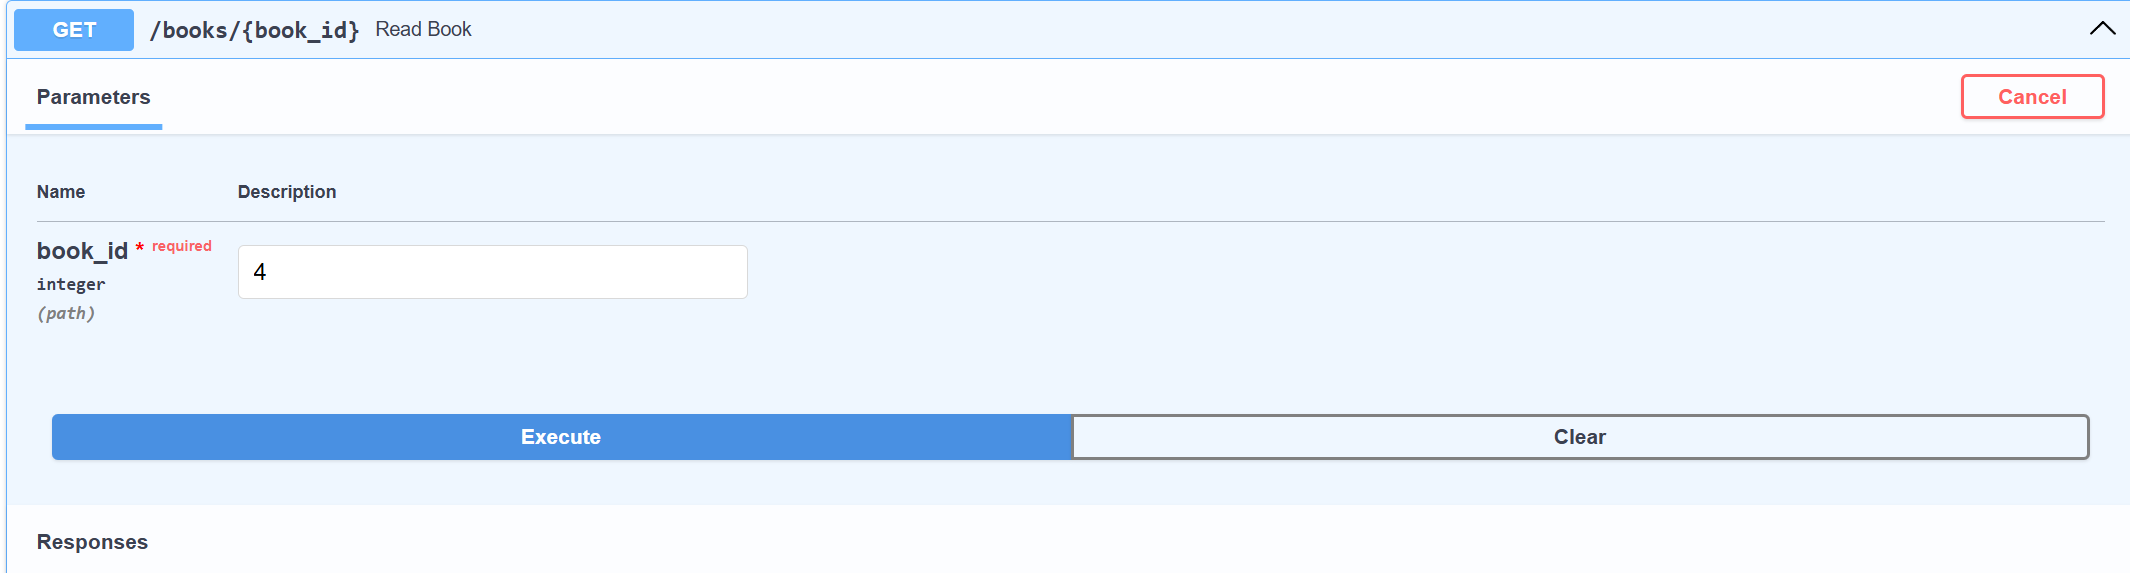 GET /books/{book_id} Read Book
Parameters Cancel
Name Description
book_id * required
integer
(path)
4
Execute Clear
Responses